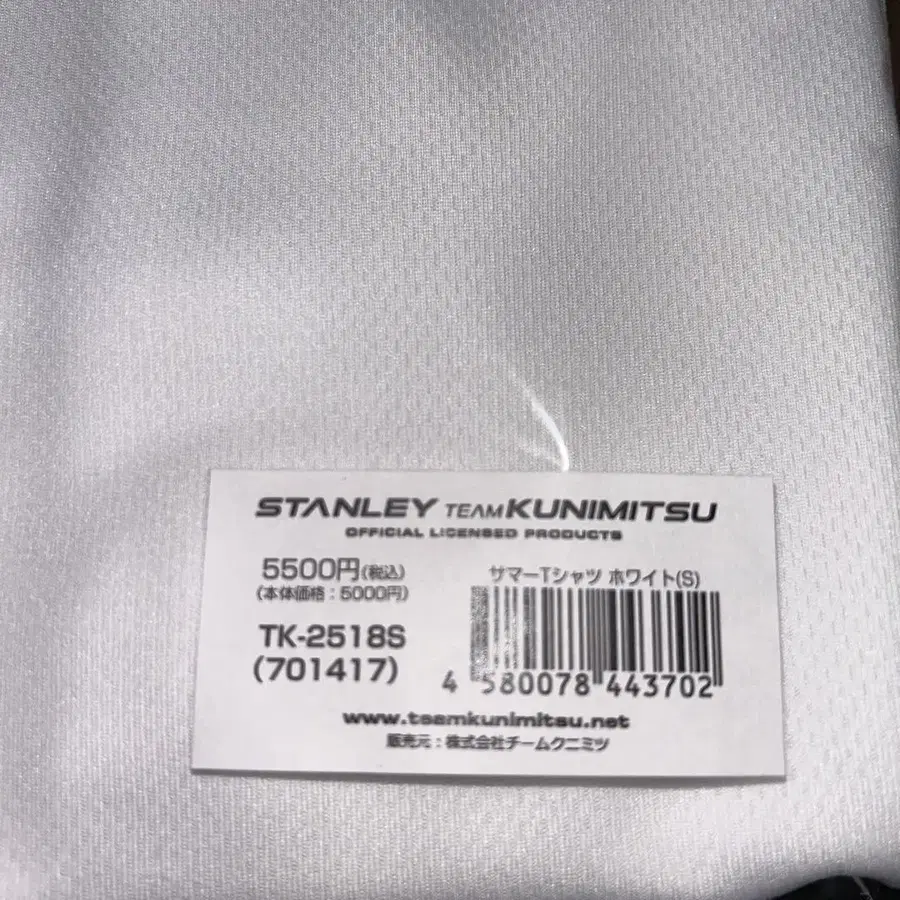 STANLEY TEAM KUNIMITSU
OFFICIAL LICENSED PRODUCTS
5500円(税込)
(本体価格：5000円)
サマーTシャツ ホワイト(S)
TK-2518S
(701417)
4 580078 443702
www.teamkunimitsu.net
販売元：株式会社チームクニミツ